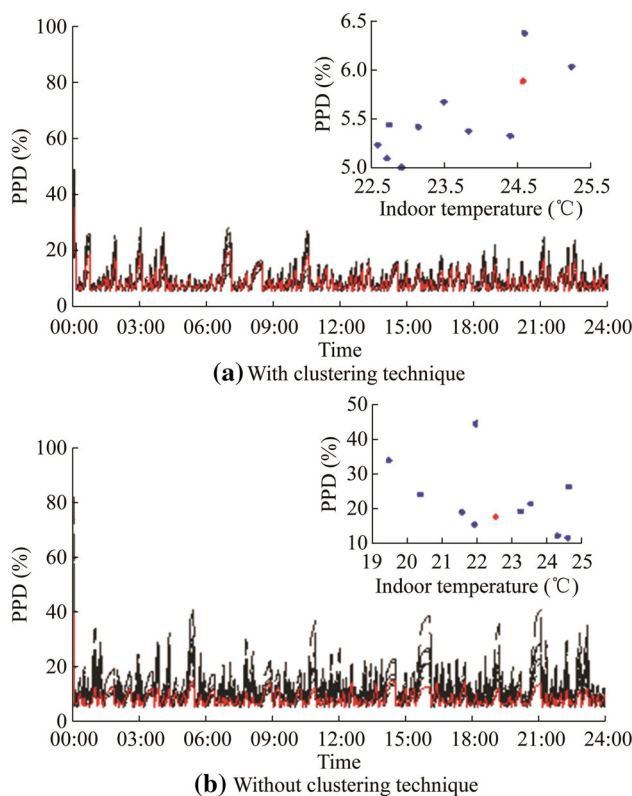 100
80
60
40
20
0
PPD (%)
00:00 03:00 06:00 09:00 12:00 15:00 18:00 21:00 24:00
Time
6.5
6.0
5.5
5.0
PPD (%)
22.5 23.5 24.5 25.5
Indoor temperature (℃)
(a) With clustering technique
100
80
60
40
20
0
PPD (%)
00:00 03:00 06:00 09:00 12:00 15:00 18:00 21:00 24:00
Time
50
40
30
20
10
PPD (%)
19 20 21 22 23 24 25
Indoor temperature (℃)
(b) Without clustering technique